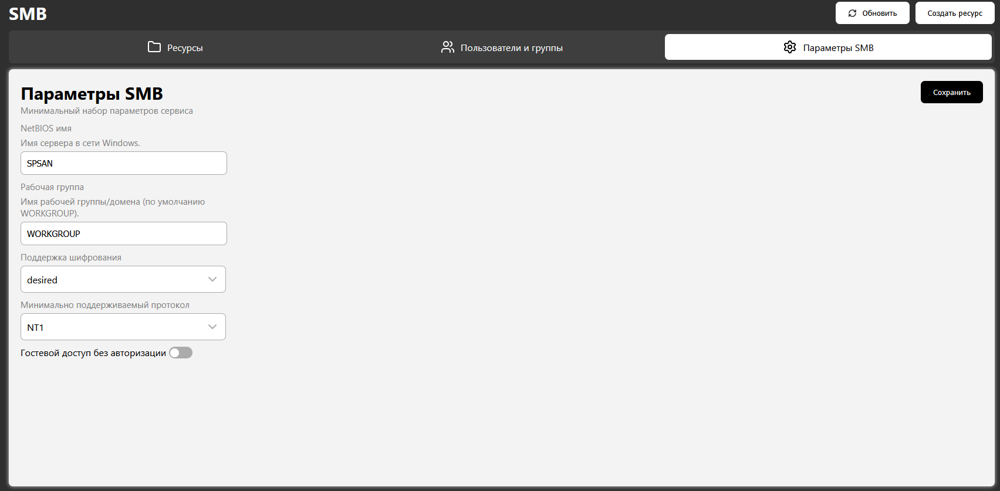 SMB
Обновить
Создать ресурс
Ресурсы
Пользователи и группы
Параметры SMB
Параметры SMB
Сохранить
Минимальный набор параметров сервиса
NetBIOS имя
Имя сервера в сети Windows.
SPSAN
Рабочая группа
Имя рабочей группы/домена (по умолчанию
WORKGROUP).
WORKGROUP
Поддержка шифрования
desired
Минимально поддерживаемый протокол
NT1
Гостевой доступ без авторизации